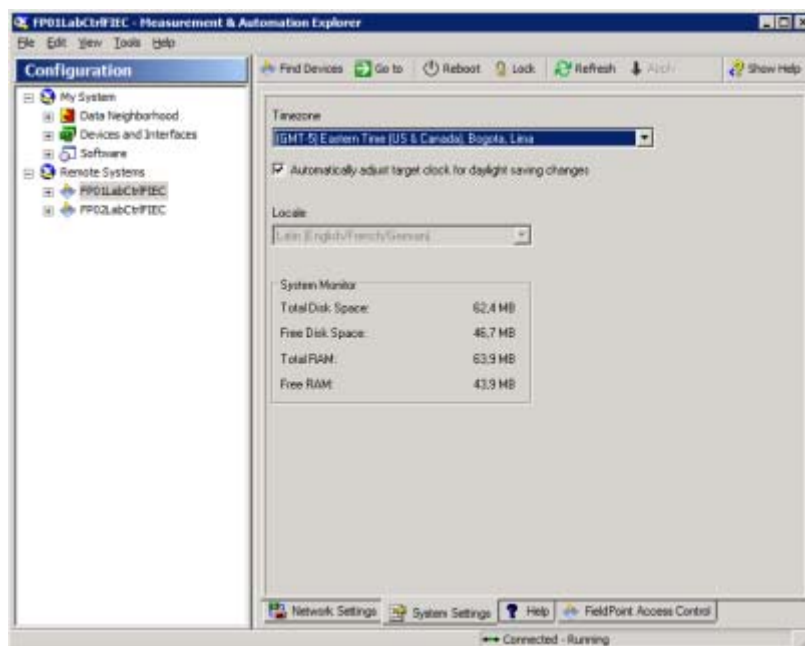 FP01LabCtrlFIEC - Measurement & Automation Explorer
File Edit View Tools Help
Configuration
Find Devices Go to Reboot Lock Refresh Apply Show Help
My System
Data Neighborhood
Devices and Interfaces
Software
Remote Systems
FP01LabCtrlFIEC
FP02LabCtrlFIEC
Timezone
(GMT-5) Eastern Time (US & Canada), Bogota, Lima
Automatically adjust target clock for daylight saving changes
Locale
Latin (English/French/German)
System Monitor
Total Disk Space: 62,4 MB
Free Disk Space: 46,7 MB
Total RAM: 63,9 MB
Free RAM: 43,9 MB
Network Settings System Settings Help FieldPoint Access Control
Connected - Running